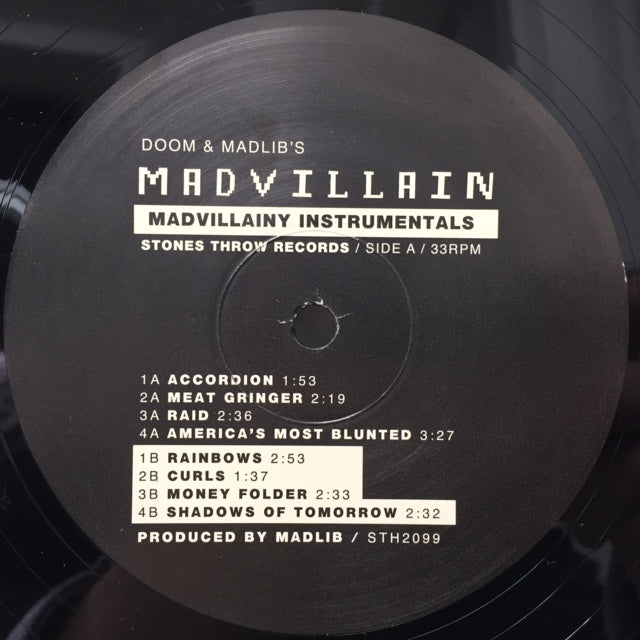 DOOM & MADLIB'S
MADVILLAIN
MADVILLAINY INSTRUMENTALS
STONES THROW RECORDS / SIDE A / 33RPM
1A ACCORDION 1:53
2A MEAT GRINGER 2:19
3A RAID 2:36
4A AMERICA'S MOST BLUNTED 3:27
1B RAINBOWS 2:53
2B CURLS 1:37
3B MONEY FOLDER 2:33
4B SHADOWS OF TOMORROW 2:32
PRODUCED BY MADLIB / STH2099